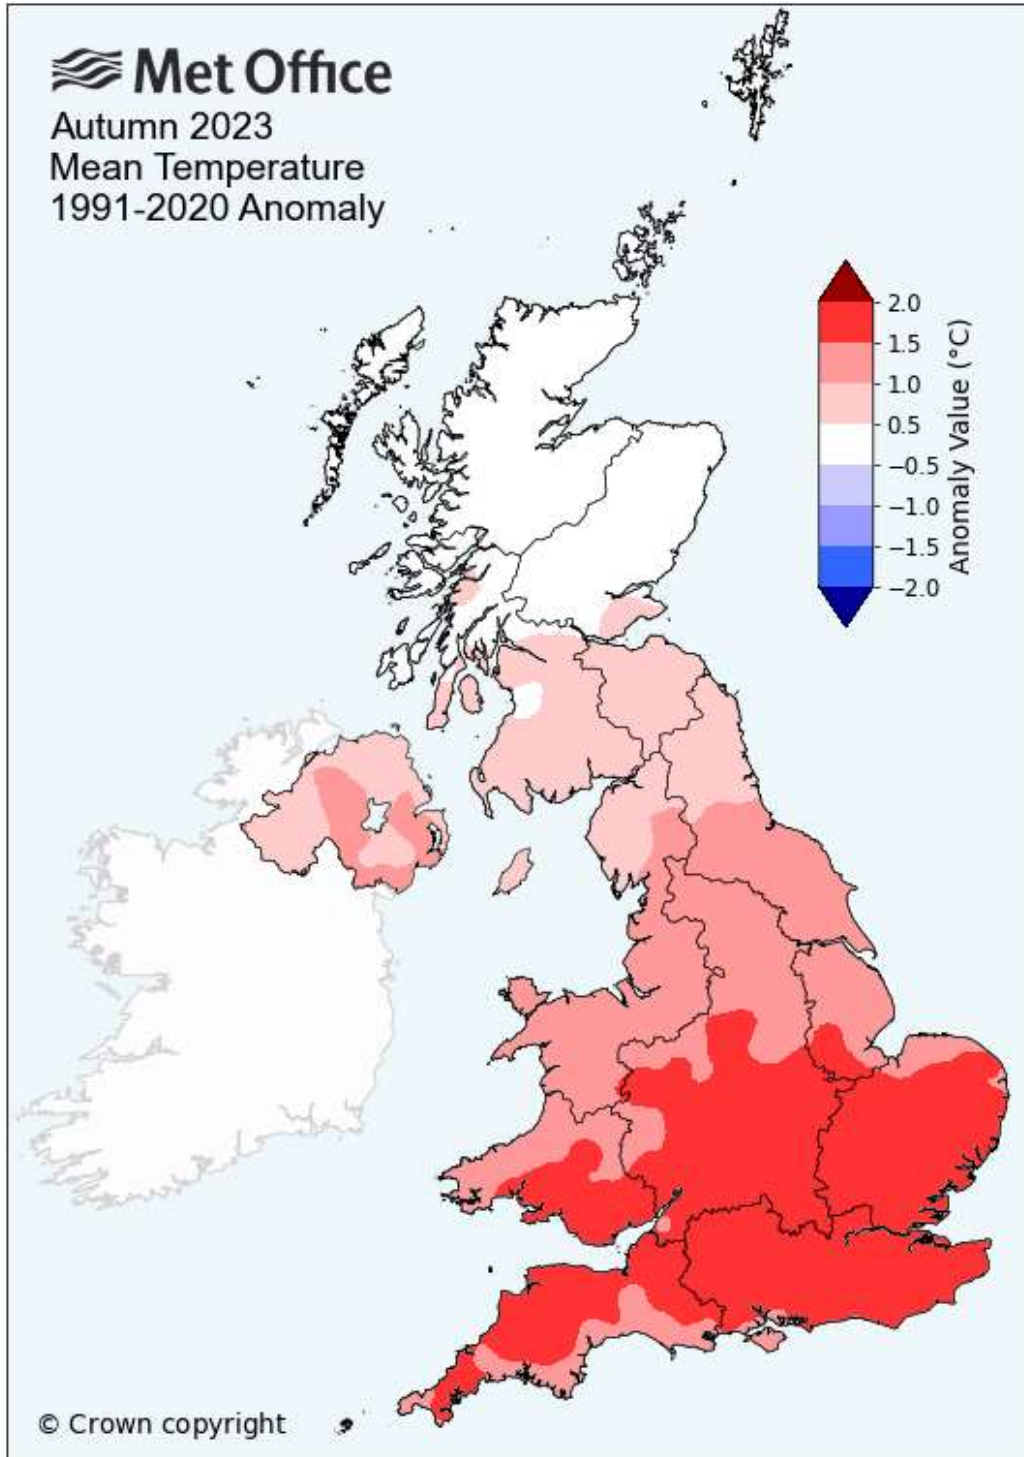 Met Office
Autumn 2023
Mean Temperature
1991-2020 Anomaly
2.0
1.5
1.0
0.5
−0.5
−1.0
−1.5
−2.0
Anomaly Value (°C)
© Crown copyright